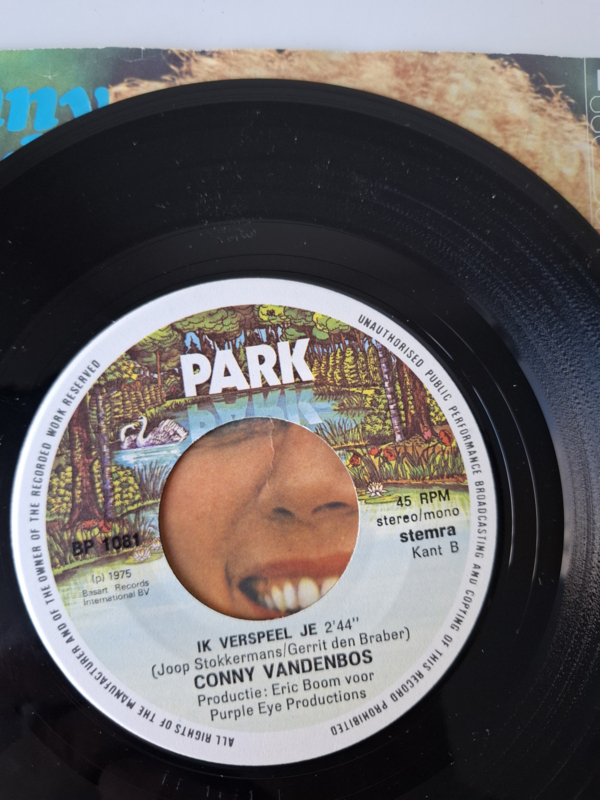 PARK
BP 1081
(p) 1975
Basart Records
International BV
45 RPM
stereo/mono
stemra
Kant B
IK VERSPEEL JE 2'44"
(Joop Stokkermans/Gerrit den Braber)
CONNY VANDENBOS
Productie: Eric Boom voor
Purple Eye Productions
ALL RIGHTS OF THE MANUFACTURER AND OF THE OWNER OF THE RECORDED WORK RESERVED
UNAUTHORISED PUBLIC PERFORMANCE BROADCASTING AND COPYING OF THIS RECORD PROHIBITED